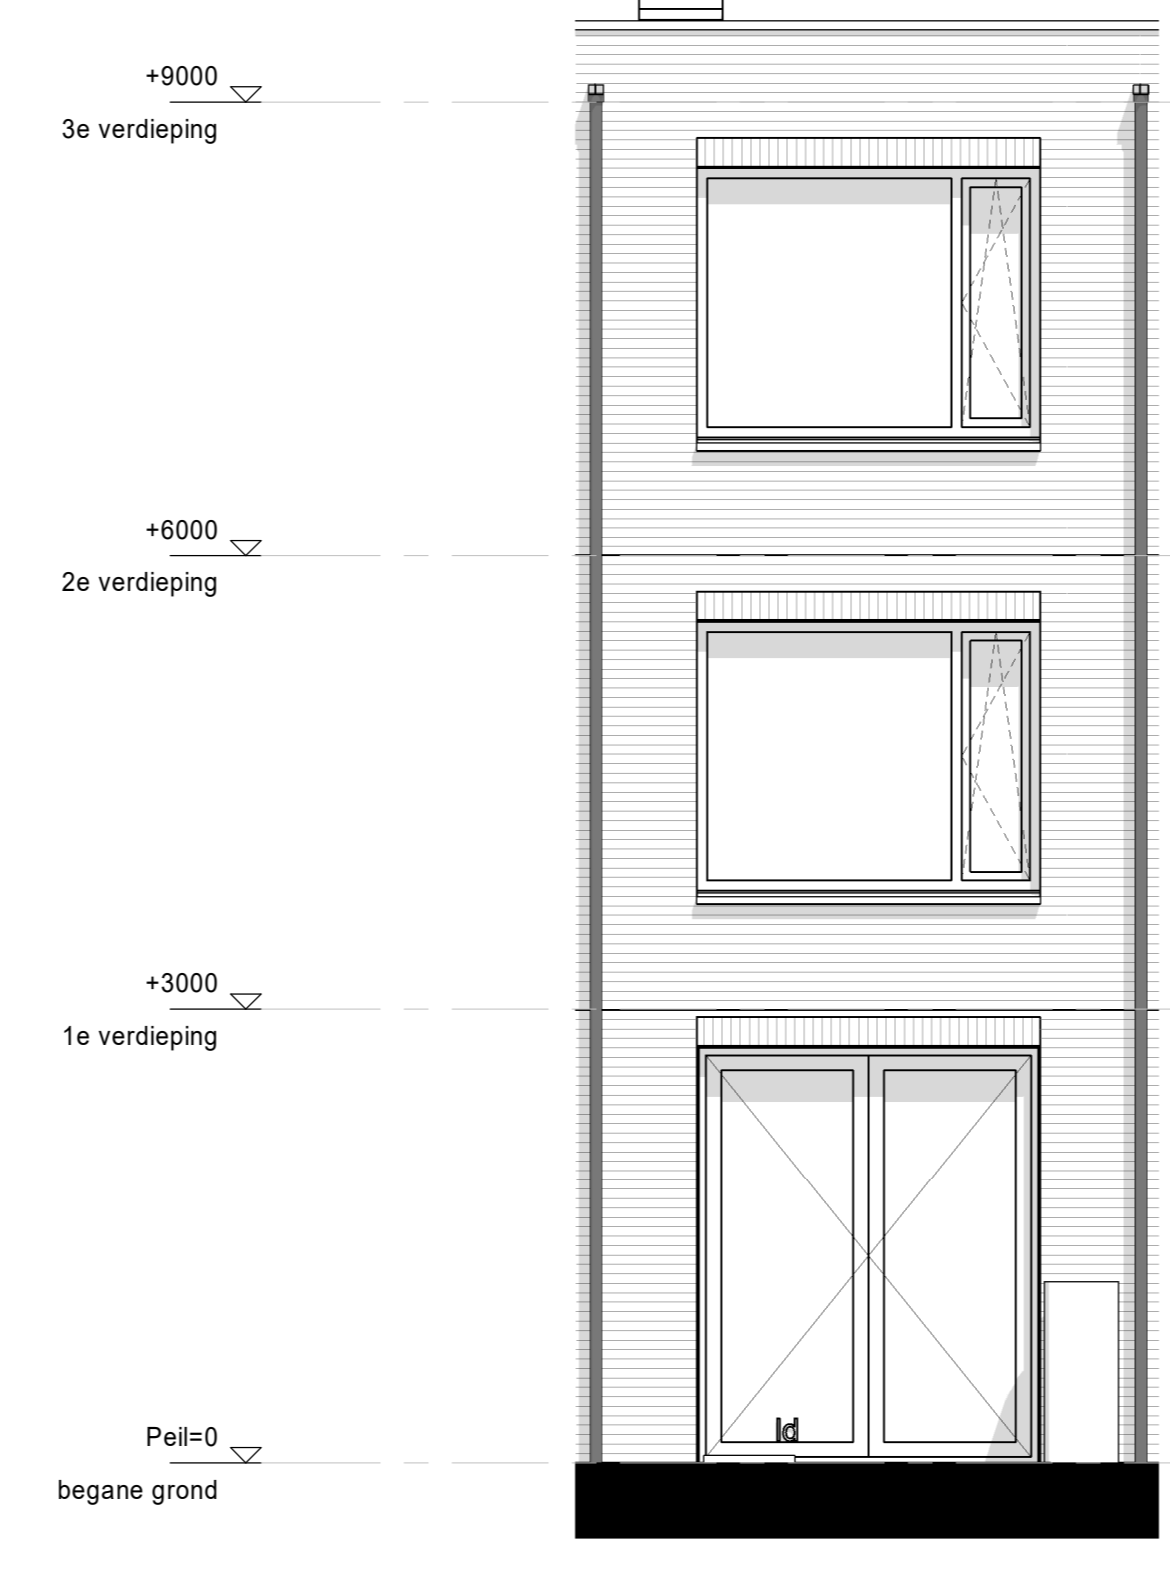 +9000
3e verdieping
+6000
2e verdieping
+3000
1e verdieping
ld
Peil=0
begane grond